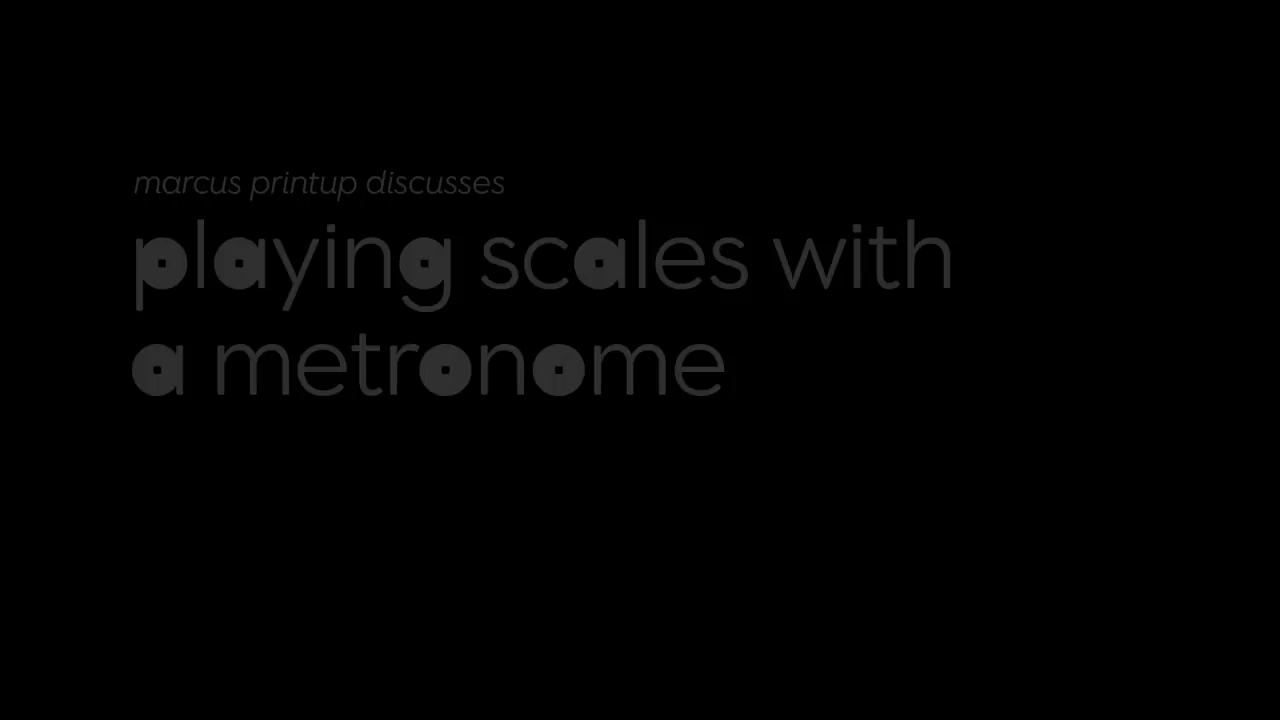 marcus printup discusses
playing scales with
a metronome